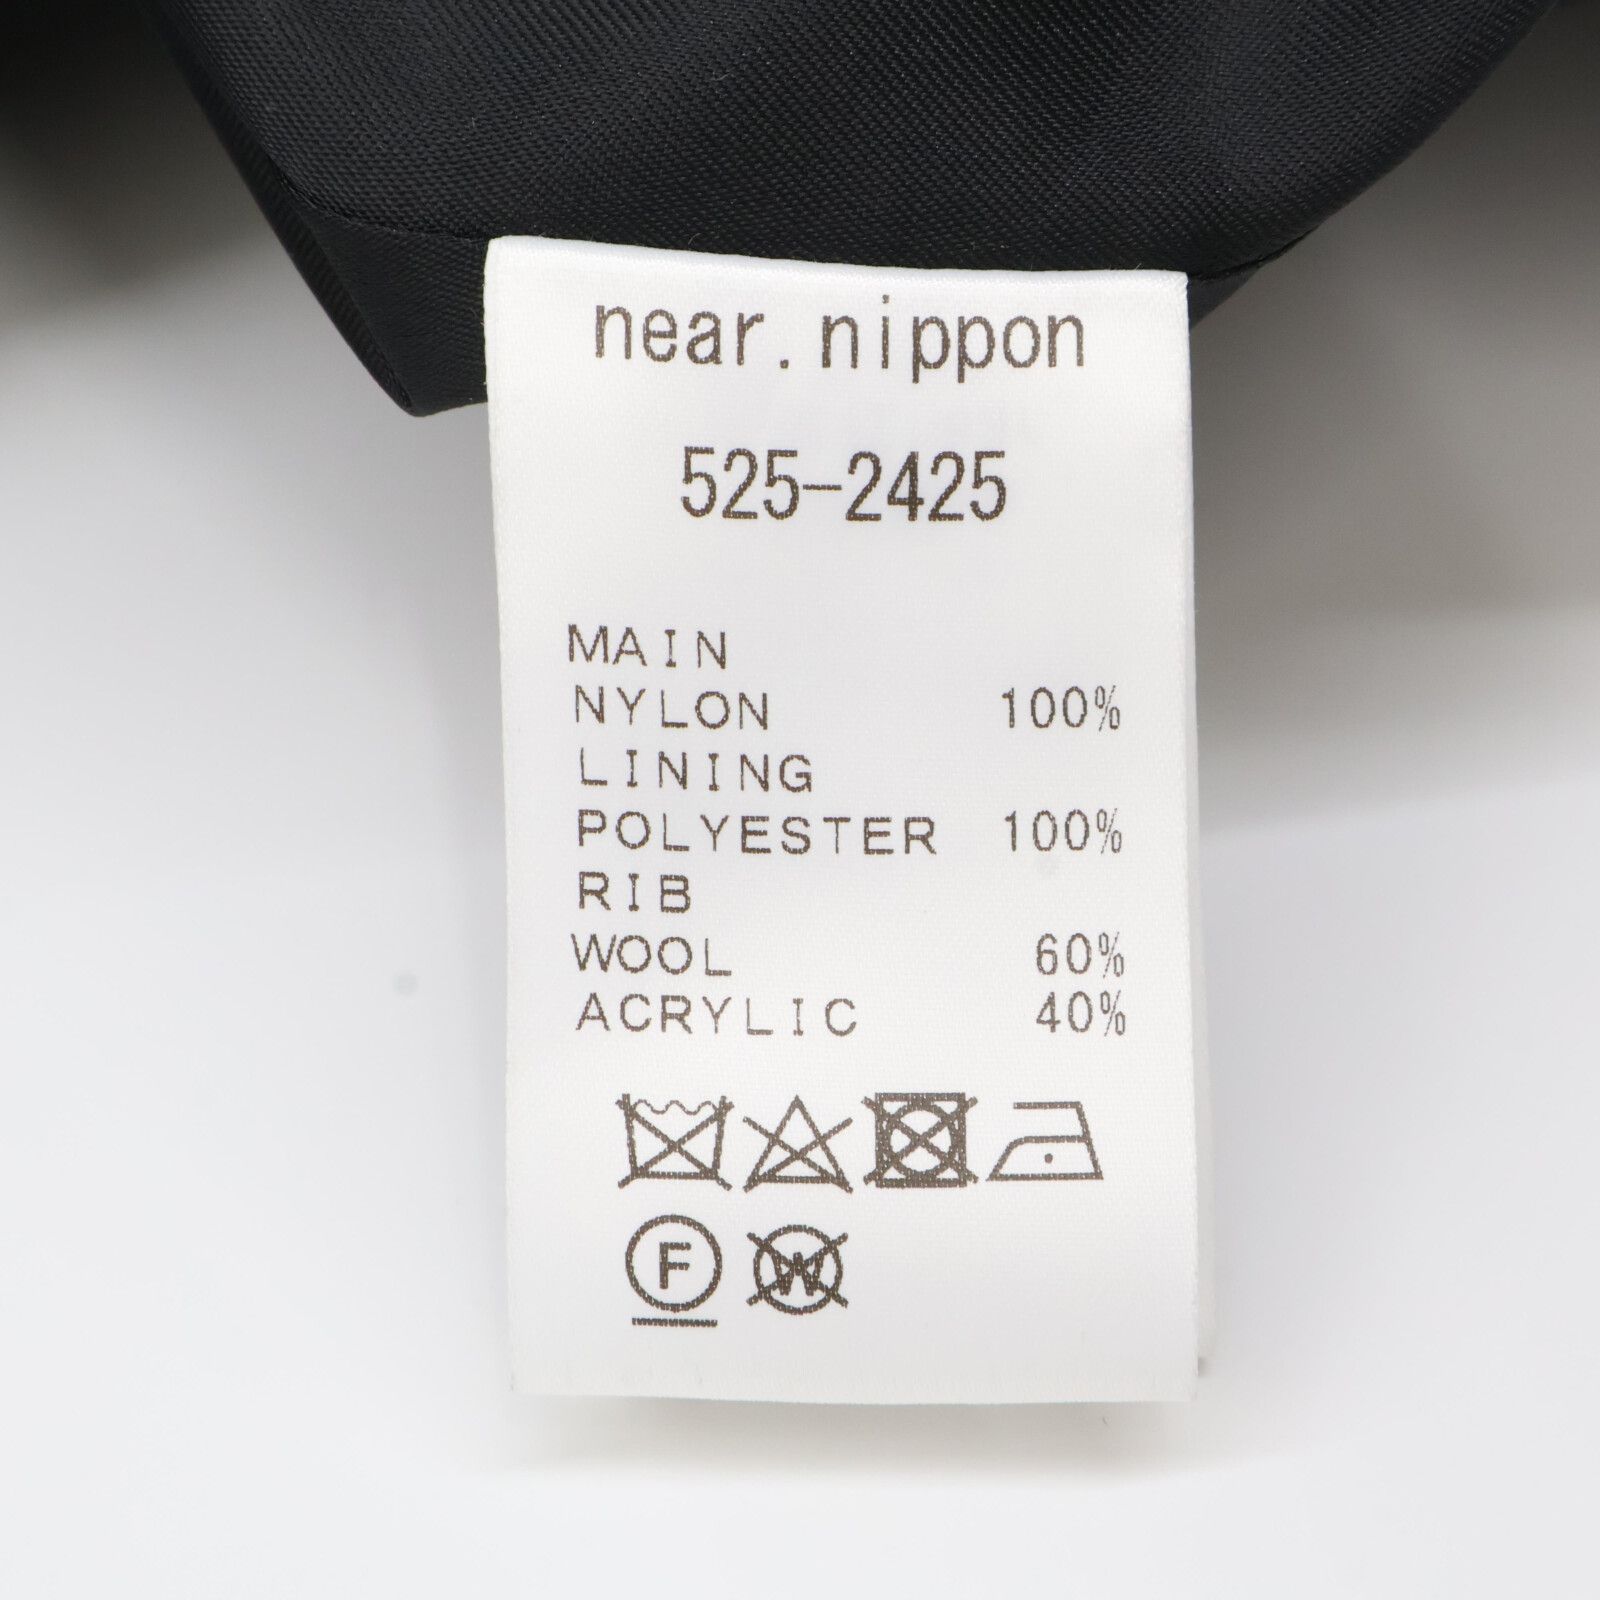 near.nippon
525-2425
MAIN
NYLON 100%
LINING
POLYESTER 100%
RIB
WOOL 60%
ACRYLIC 40%
F W